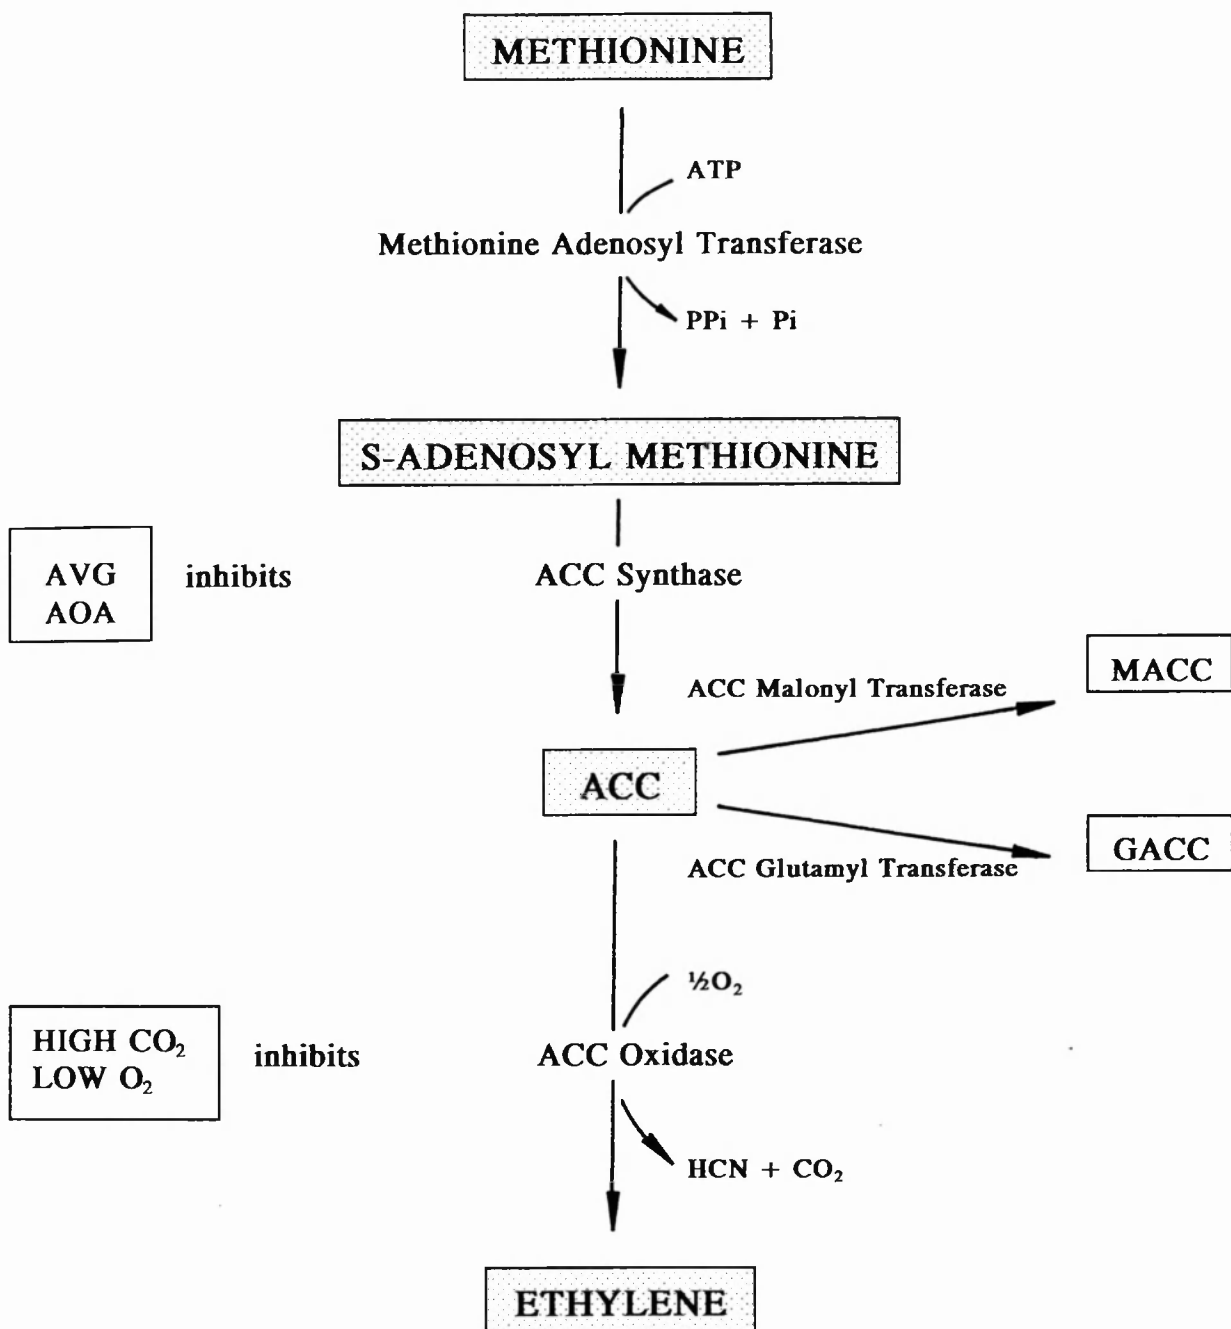 METHIONINE
ATP
Methionine Adenosyl Transferase
PPi + Pi
S-ADENOSYL METHIONINE
AVG
AOA
inhibits
ACC Synthase
ACC Malonyl Transferase
MACC
ACC
ACC Glutamyl Transferase
GACC
½O₂
HIGH CO₂
LOW O₂
inhibits
ACC Oxidase
HCN + CO₂
ETHYLENE